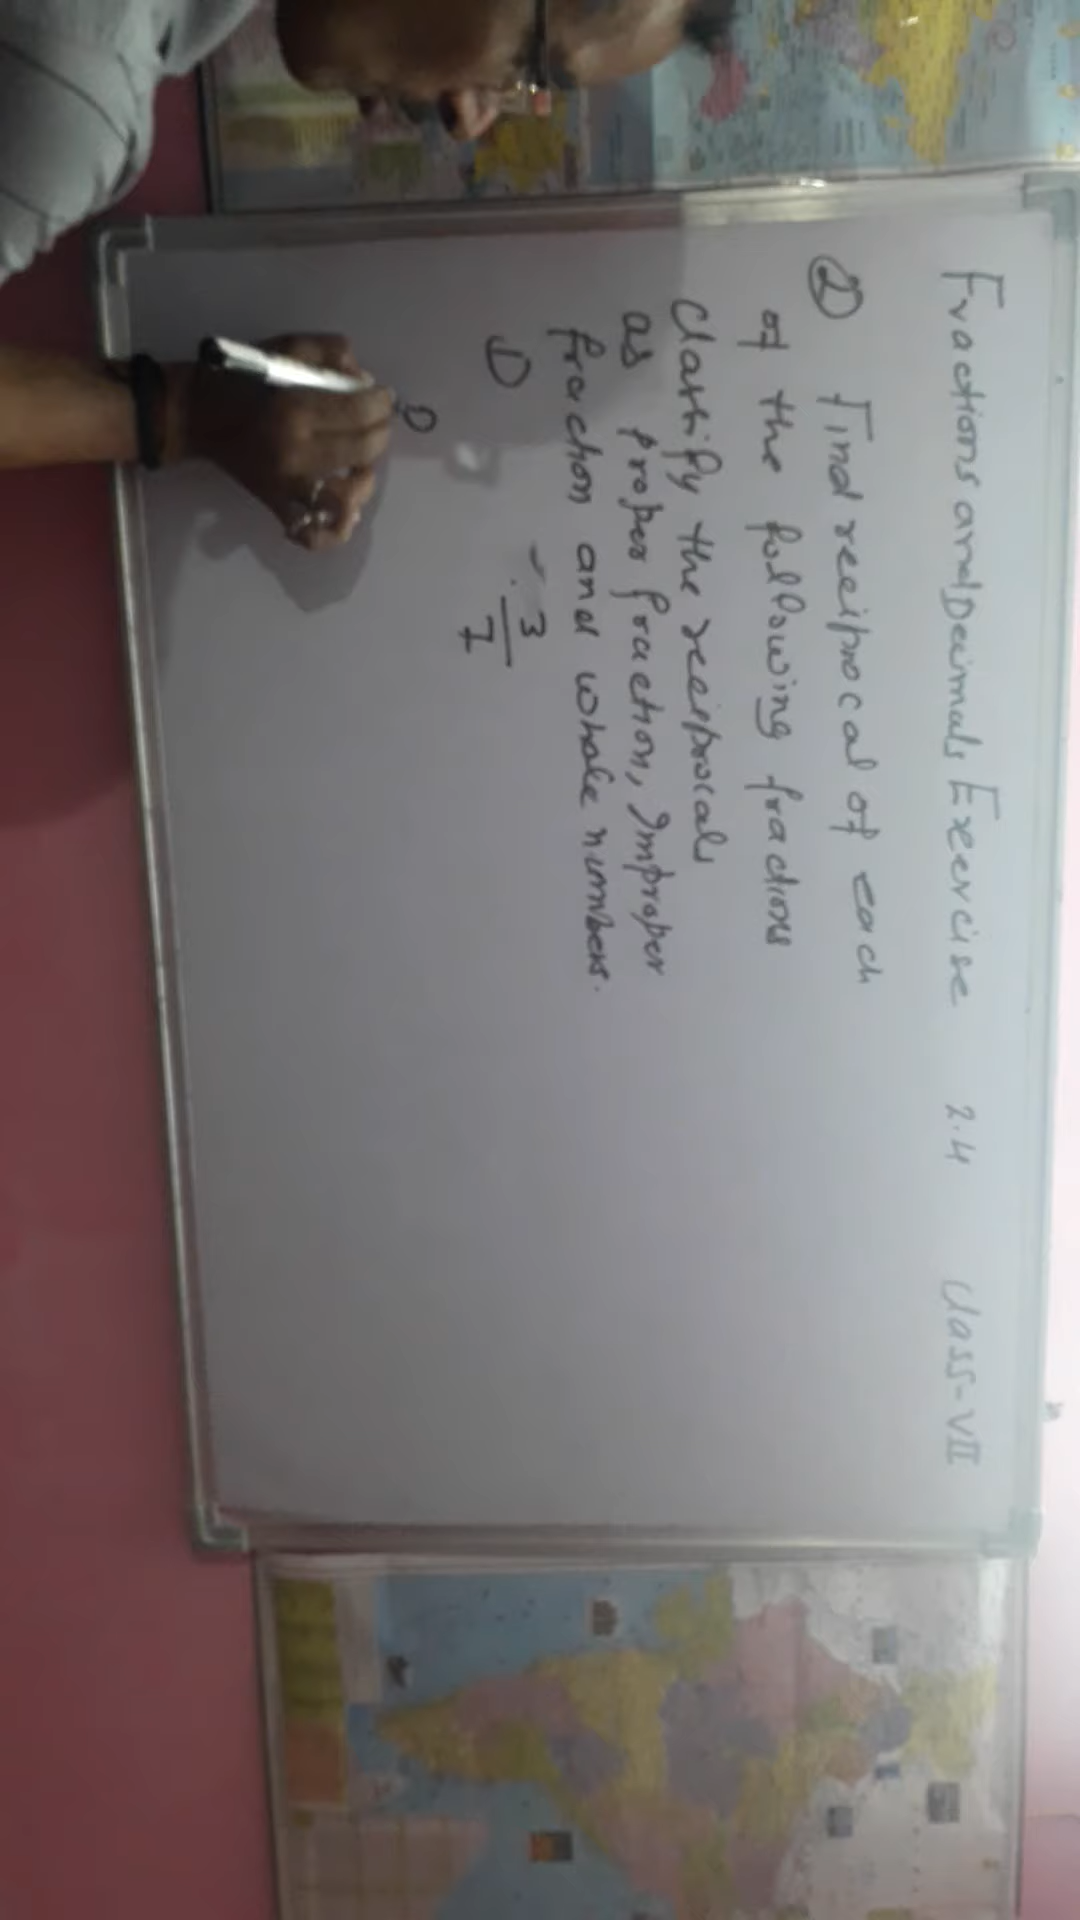 Fractions and Decimals Exercise 2.4 Class-VII
② Find reciprocal of each
of the following fractions
Classify the reciprocals
as proper fraction, Improper
fraction and whole numbers.
① 3/7